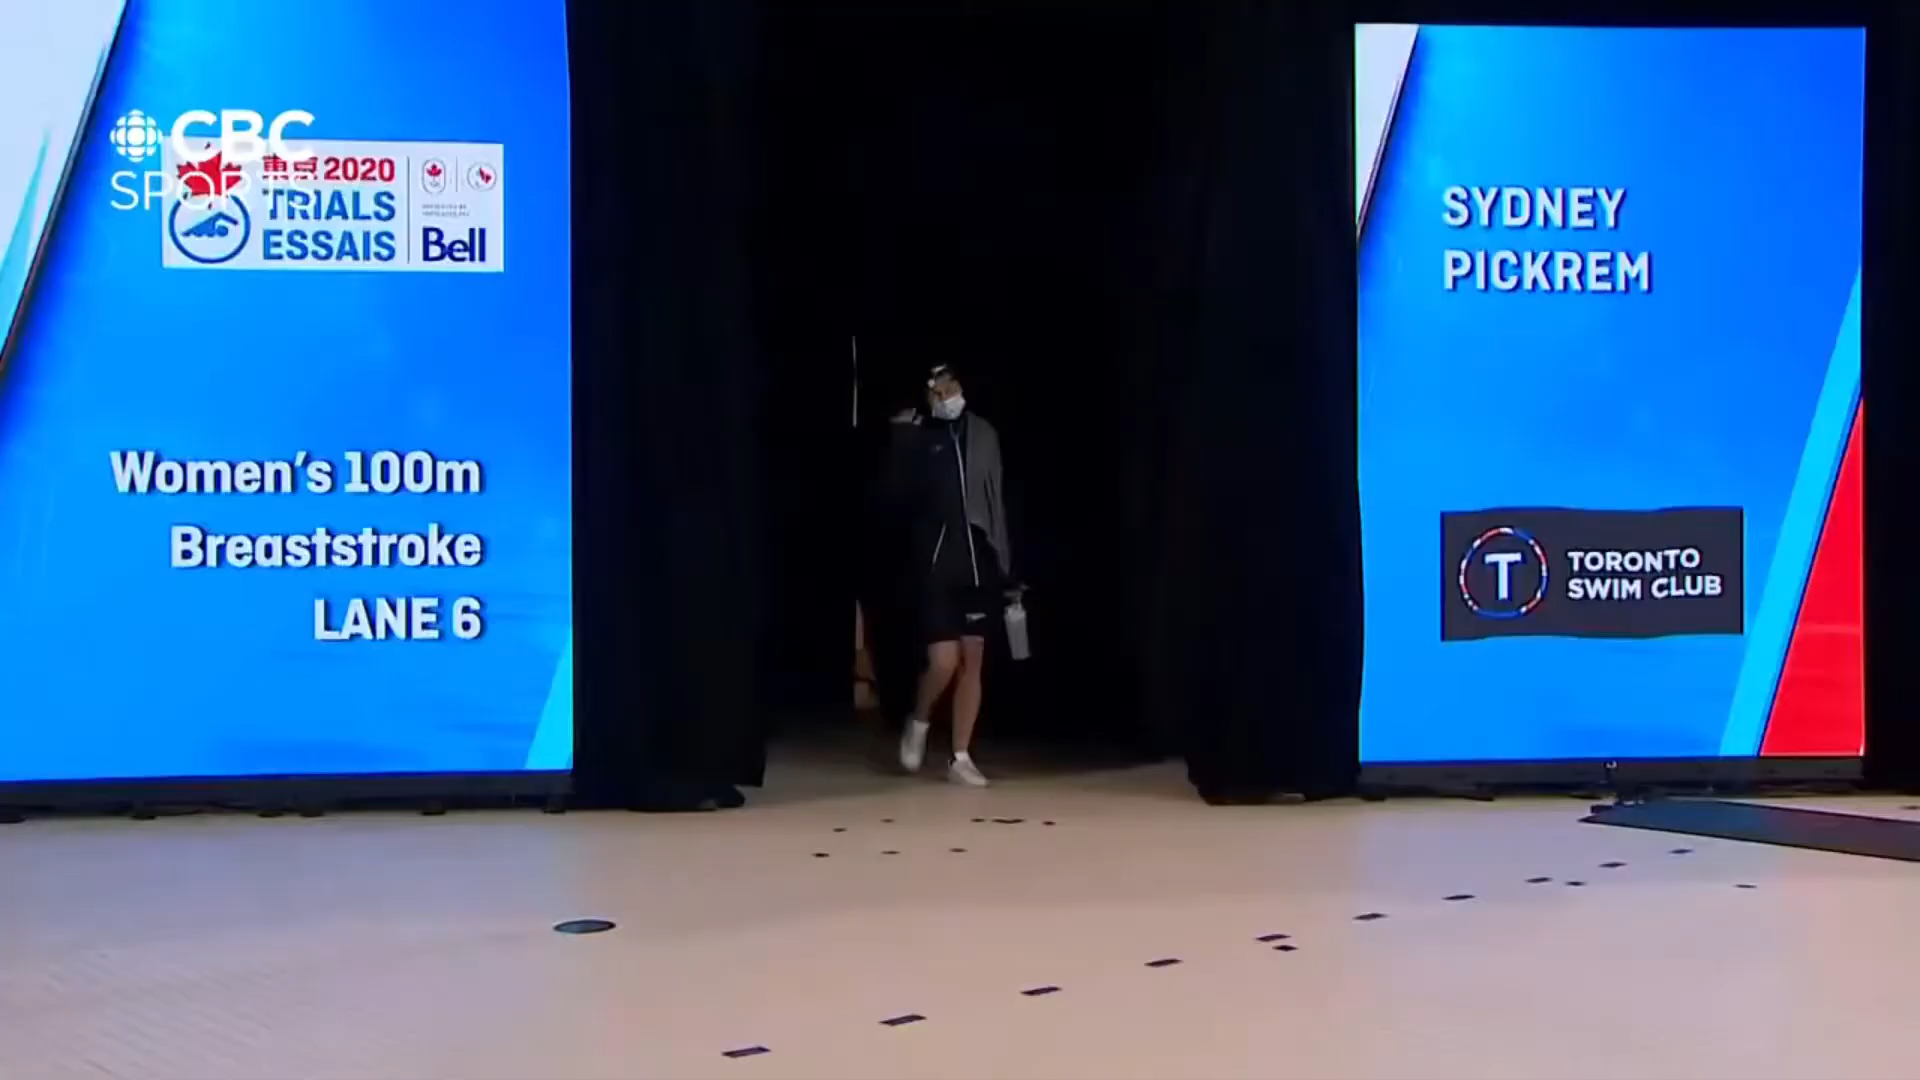 CBC
SPORTS
東京2020
TRIALS
ESSAIS
Bell
Women's 100m
Breaststroke
LANE 6
SYDNEY
PICKREM
T
TORONTO
SWIM CLUB